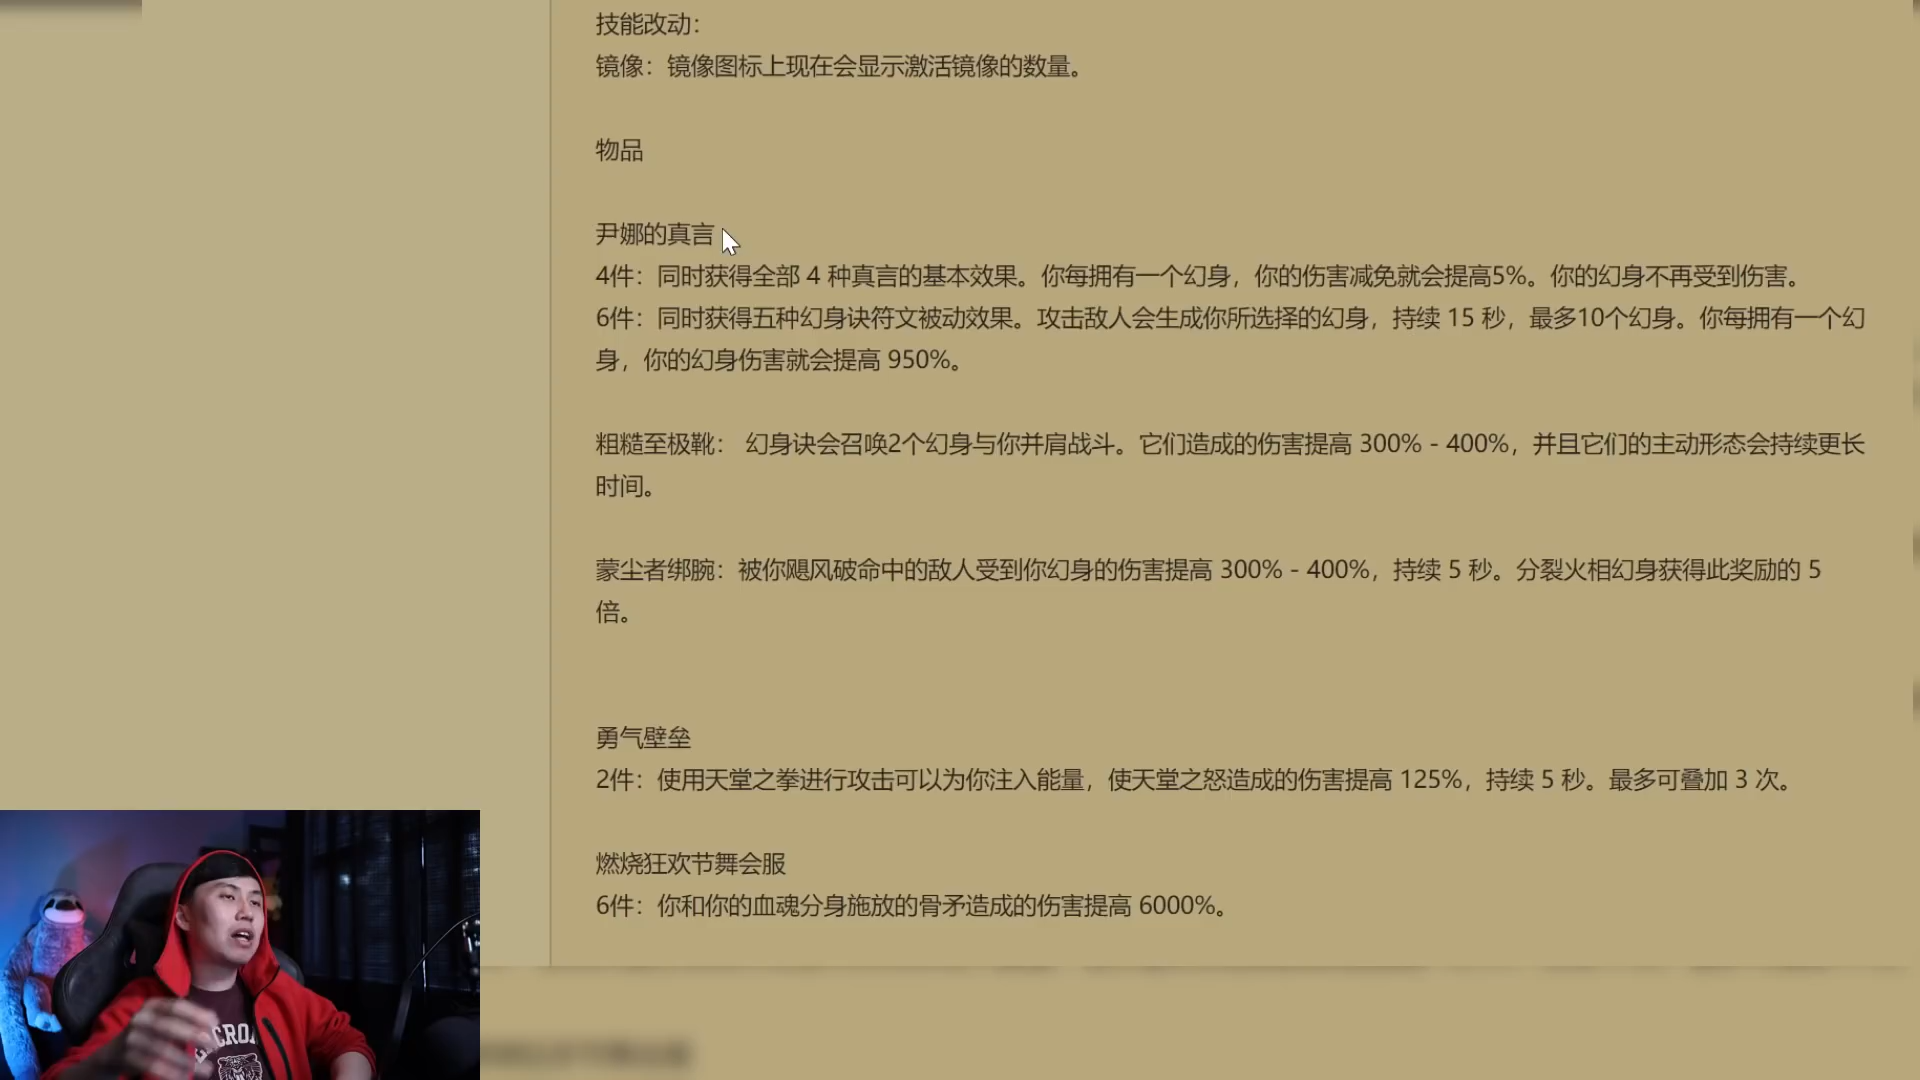 技能改动：
镜像：镜像图标上现在会显示激活镜像的数量。
物品
尹娜的真言
4件：同时获得全部 4 种真言的基本效果。你每拥有一个幻身，你的伤害减免就会提高5%。你的幻身不再受到伤害。
6件：同时获得五种幻身诀符文被动效果。攻击敌人会生成你所选择的幻身，持续 15 秒，最多10个幻身。你每拥有一个幻
身，你的幻身伤害就会提高 950%。
粗糙至极靴： 幻身诀会召唤2个幻身与你并肩战斗。它们造成的伤害提高 300% - 400%，并且它们的主动形态会持续更长
时间。
蒙尘者绑腕：被你飓风破命中的敌人受到你幻身的伤害提高 300% - 400%，持续 5 秒。分裂火相幻身获得此奖励的 5
倍。
勇气壁垒
2件：使用天堂之拳进行攻击可以为你注入能量，使天堂之怒造成的伤害提高 125%，持续 5 秒。最多可叠加 3 次。
燃烧狂欢节舞会服
6件：你和你的血魂分身施放的骨矛造成的伤害提高 6000%。